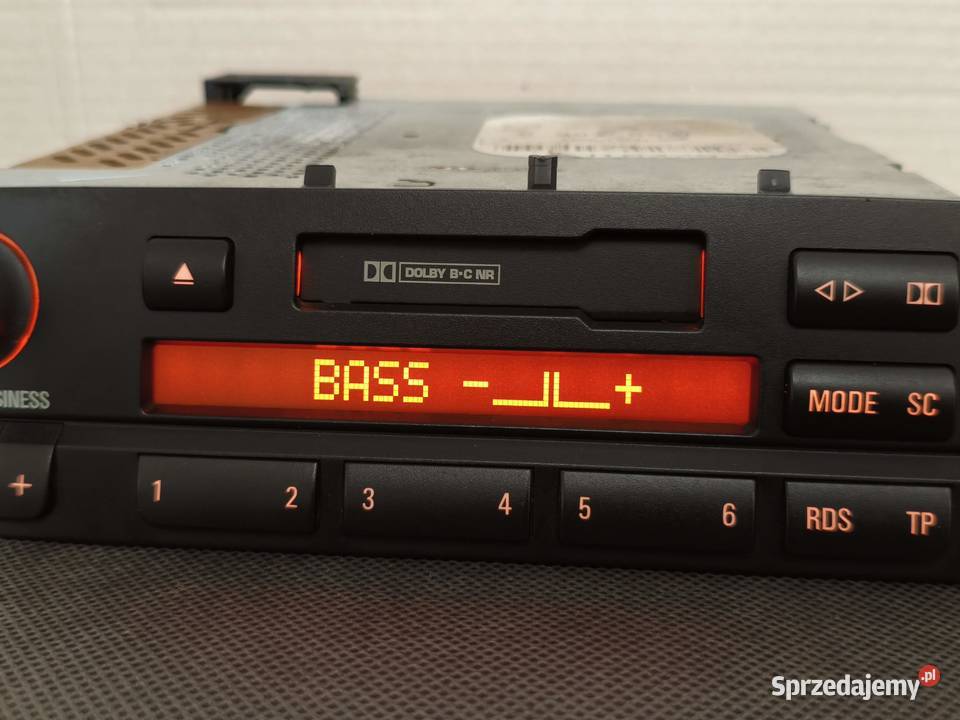 DOLBY B·C NR
BASS - +
SINESS
MODE SC
+
1 2 3 4 5 6
RDS TP
Sprzedajemy.pl